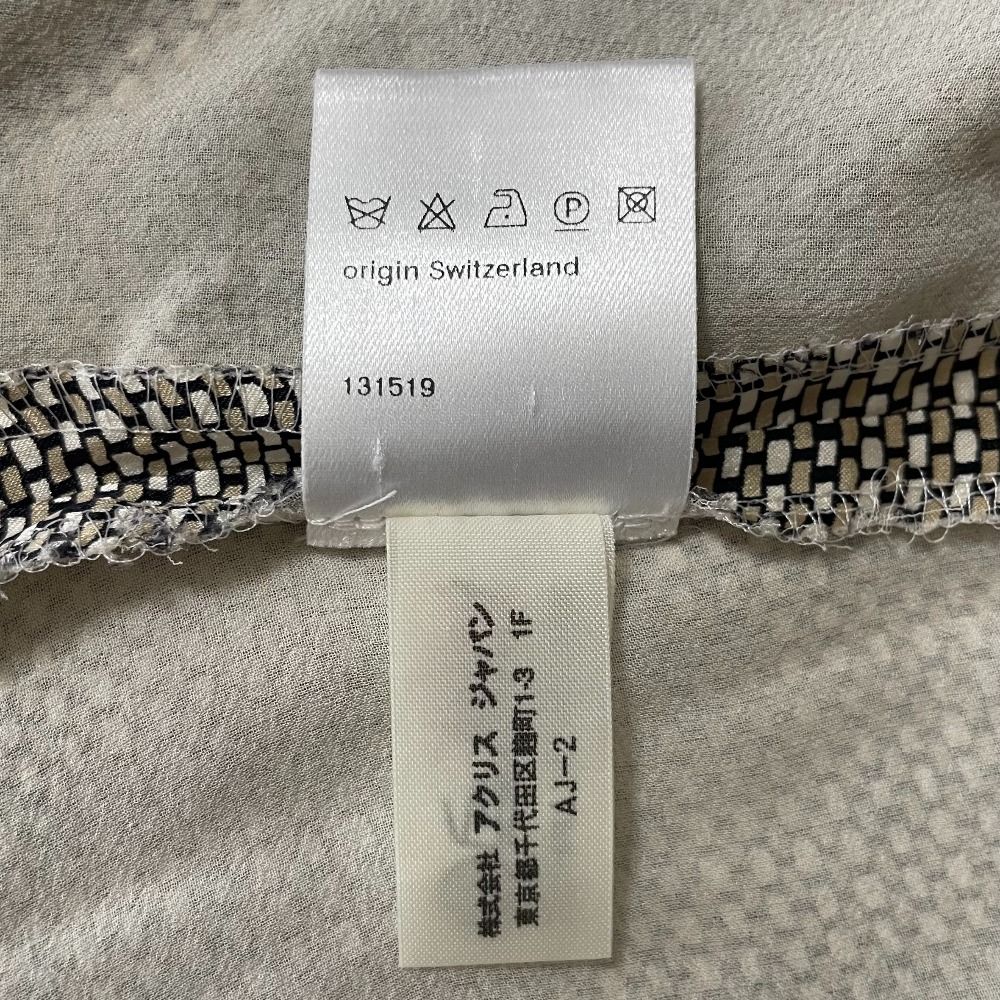 P
origin Switzerland
131519
株式会社 アクリス ジャパン
東京都千代田区麹町1-3 1F
AJ-2